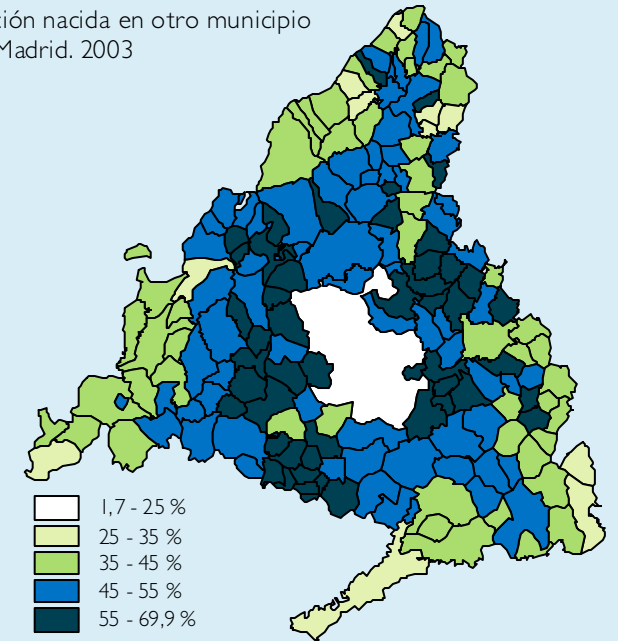 ción nacida en otro municipio
Madrid. 2003
1,7 - 25 %
25 - 35 %
35 - 45 %
45 - 55 %
55 - 69,9 %